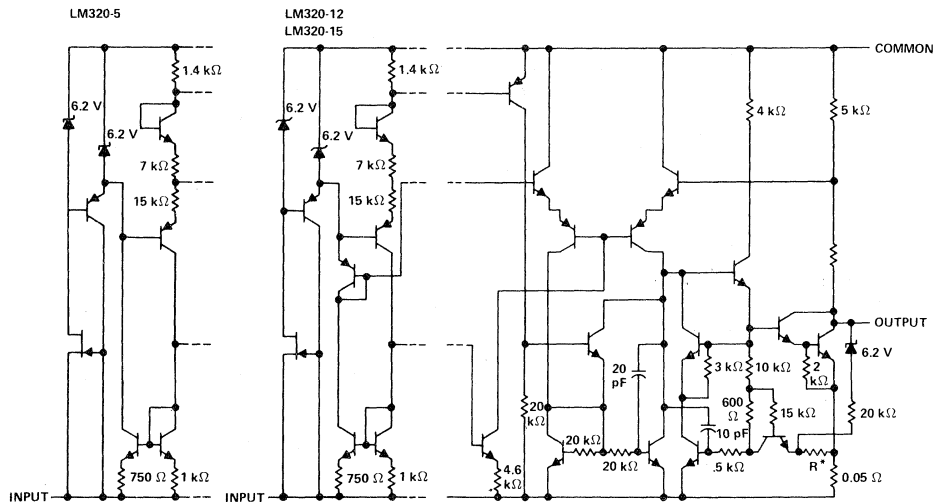 LM320-5
LM320-12
LM320-15
COMMON
1.4 kΩ
1.4 kΩ
4 kΩ
5 kΩ
6.2 V
6.2 V
6.2 V
6.2 V
7 kΩ
7 kΩ
15 kΩ
15 kΩ
OUTPUT
6.2 V
20
pF
3 kΩ
10 kΩ
2
kΩ
20
kΩ
600
Ω
15 kΩ
20 kΩ
10 pF
20 kΩ
20 kΩ
.5 kΩ
R*
750 Ω
1 kΩ
750 Ω
1 kΩ
4.6
kΩ
0.05 Ω
INPUT
INPUT